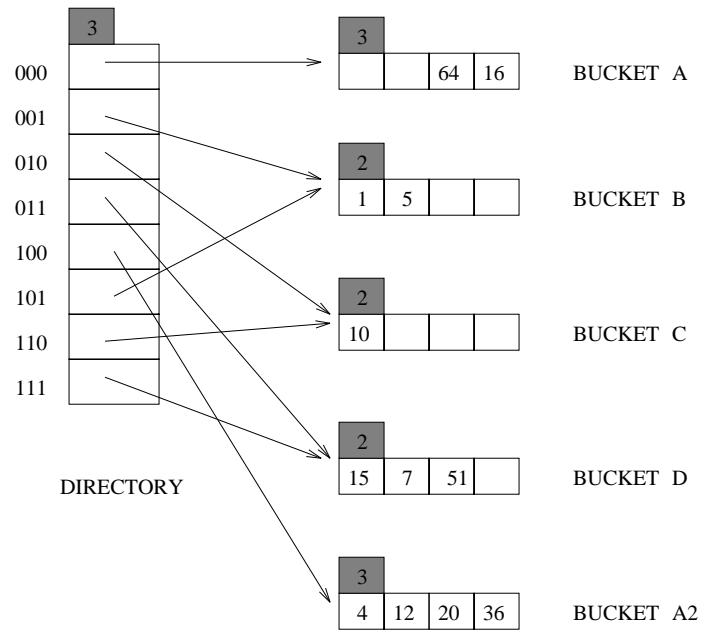 3
000
001
010
011
100
101
110
111
DIRECTORY
3
64 16
BUCKET A
2
1 5
BUCKET B
2
10
BUCKET C
2
15 7 51
BUCKET D
3
4 12 20 36
BUCKET A2